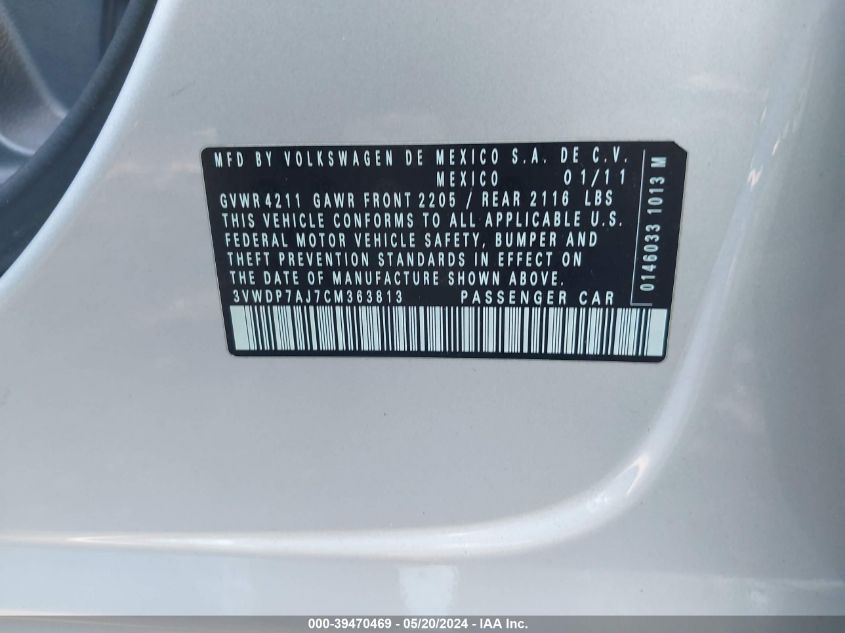 MFD BY VOLKSWAGEN DE MEXICO S.A. DE C.V.
MEXICO 01/11
GVWR 4211 GAWR FRONT 2205 / REAR 2116 LBS
THIS VEHICLE CONFORMS TO ALL APPLICABLE U.S.
FEDERAL MOTOR VEHICLE SAFETY, BUMPER AND
THEFT PREVENTION STANDARDS IN EFFECT ON
THE DATE OF MANUFACTURE SHOWN ABOVE.
3VWDP7AJ7CM363813 PASSENGER CAR
0146033 1013 M
000-39470469 - 05/20/2024 - IAA Inc.